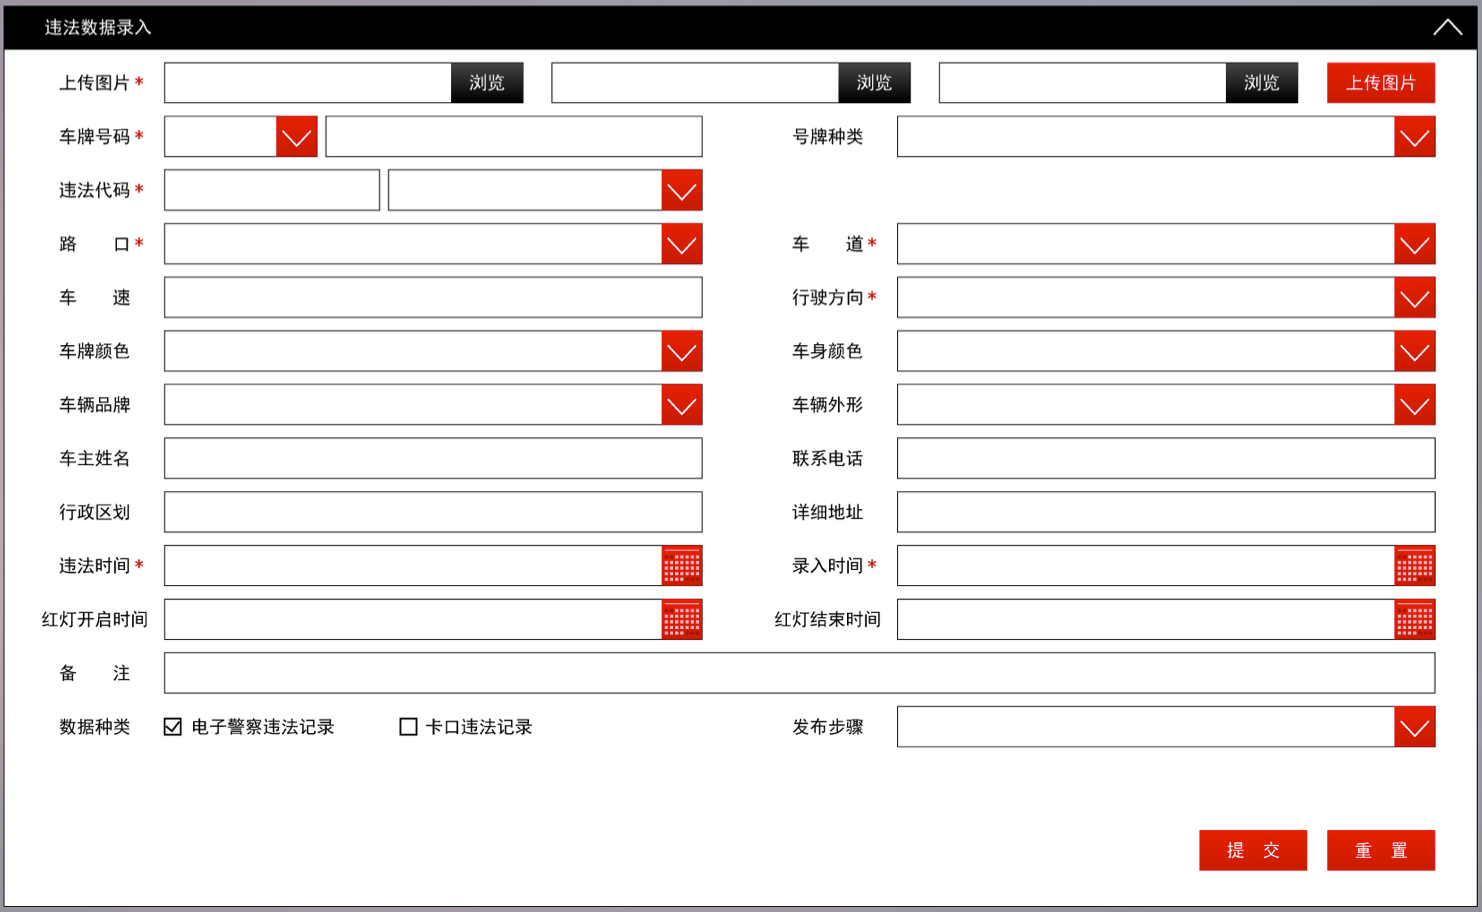 违法数据录入
上传图片* 浏览 浏览 浏览 上传图片
车牌号码* 号牌种类
违法代码*
路 口* 车 道*
车 速 行驶方向*
车牌颜色 车身颜色
车辆品牌 车辆外形
车主姓名 联系电话
行政区划 详细地址
违法时间* 录入时间*
红灯开启时间 红灯结束时间
备 注
数据种类 电子警察违法记录 卡口违法记录 发布步骤
提 交 重 置